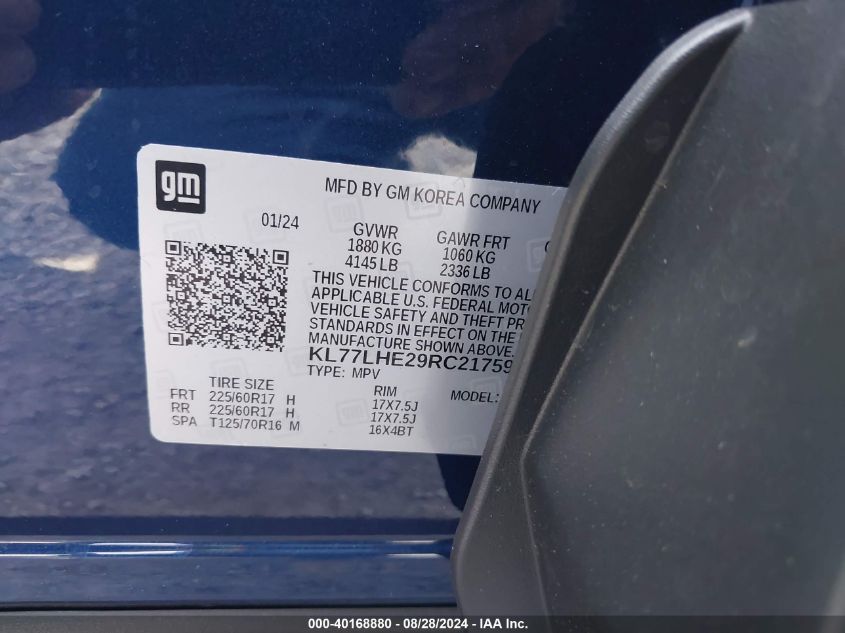 gm
MFD BY GM KOREA COMPANY
01/24
GVWR
1880 KG
4145 LB
GAWR FRT
1060 KG
2336 LB
THIS VEHICLE CONFORMS TO AL
APPLICABLE U.S. FEDERAL MOTO
VEHICLE SAFETY AND THEFT PR
STANDARDS IN EFFECT ON THE
MANUFACTURE SHOWN ABOVE.
KL77LHE29RC21759
TYPE: MPV
MODEL:
TIRE SIZE
RIM
FRT 225/60R17 H 17X7.5J
RR 225/60R17 H 17X7.5J
SPA T125/70R16 M 16X4BT
000-40168880 - 08/28/2024 - IAA Inc.